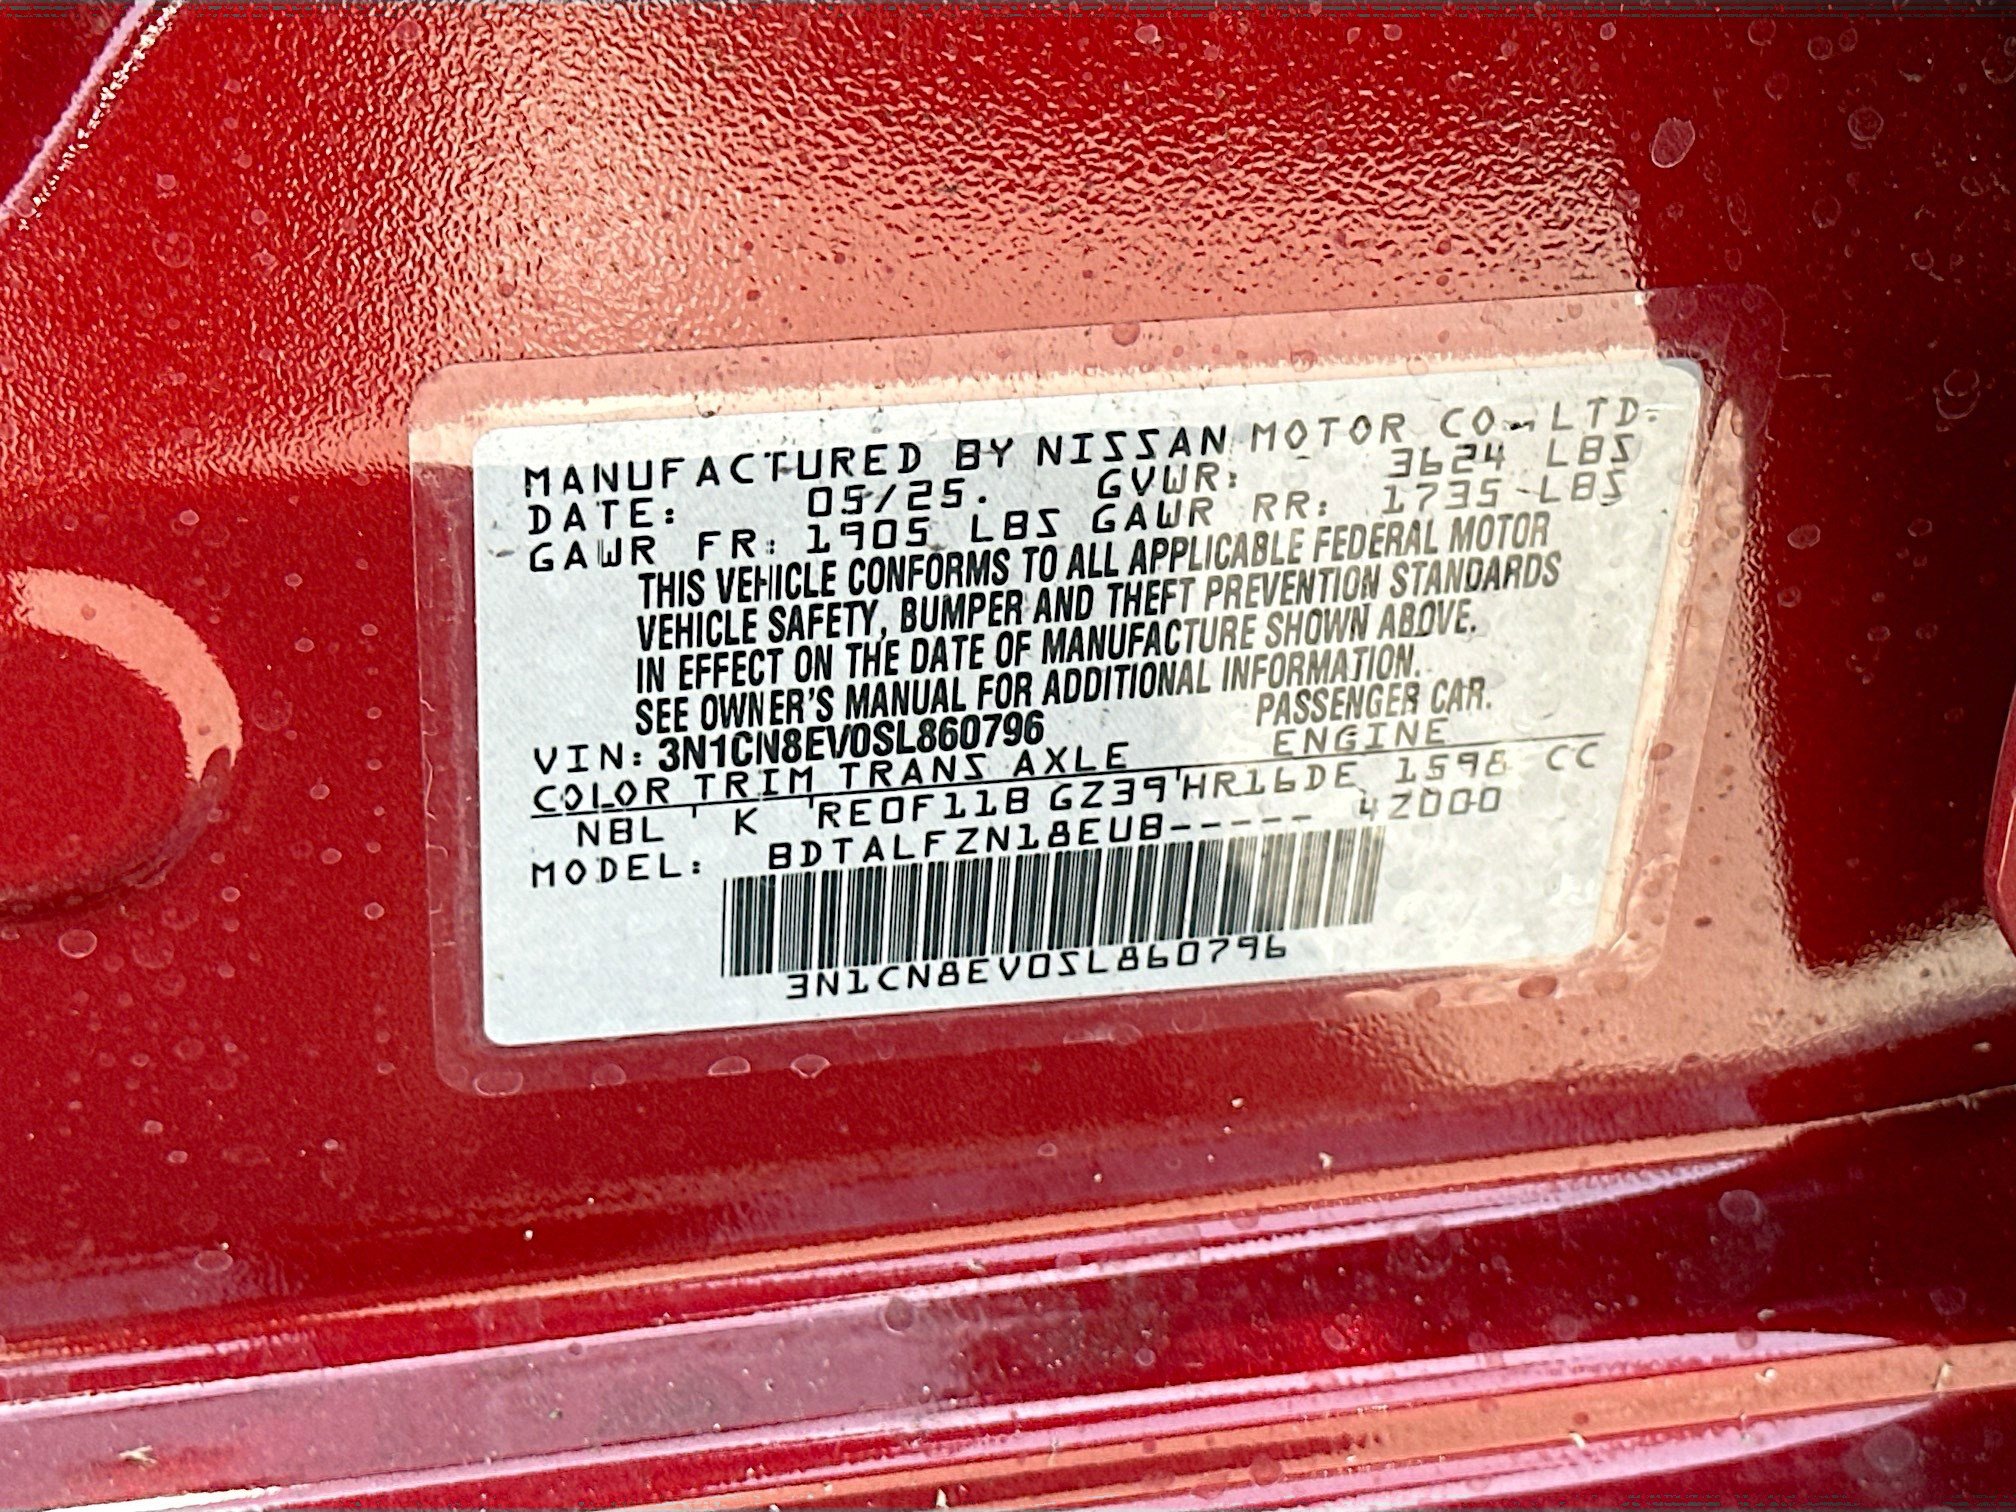 MANUFACTURED BY NISSAN MOTOR CO.,LTD.
DATE: 05/25. GVWR: 3624 LBS
GAWR FR: 1905 LBS GAWR RR: 1735 LBS
THIS VEHICLE CONFORMS TO ALL APPLICABLE FEDERAL MOTOR
VEHICLE SAFETY, BUMPER AND THEFT PREVENTION STANDARDS
IN EFFECT ON THE DATE OF MANUFACTURE SHOWN ABOVE.
SEE OWNER'S MANUAL FOR ADDITIONAL INFORMATION.
VIN: 3N1CN8EV0SL860796 PASSENGER CAR.
COLOR TRIM TRANS AXLE ENGINE
NBL K RE0F11B GZ39 HR16DE 1598 CC
MODEL: BDTALFZN18EUB----- 42000
3N1CN8EV0SL860796